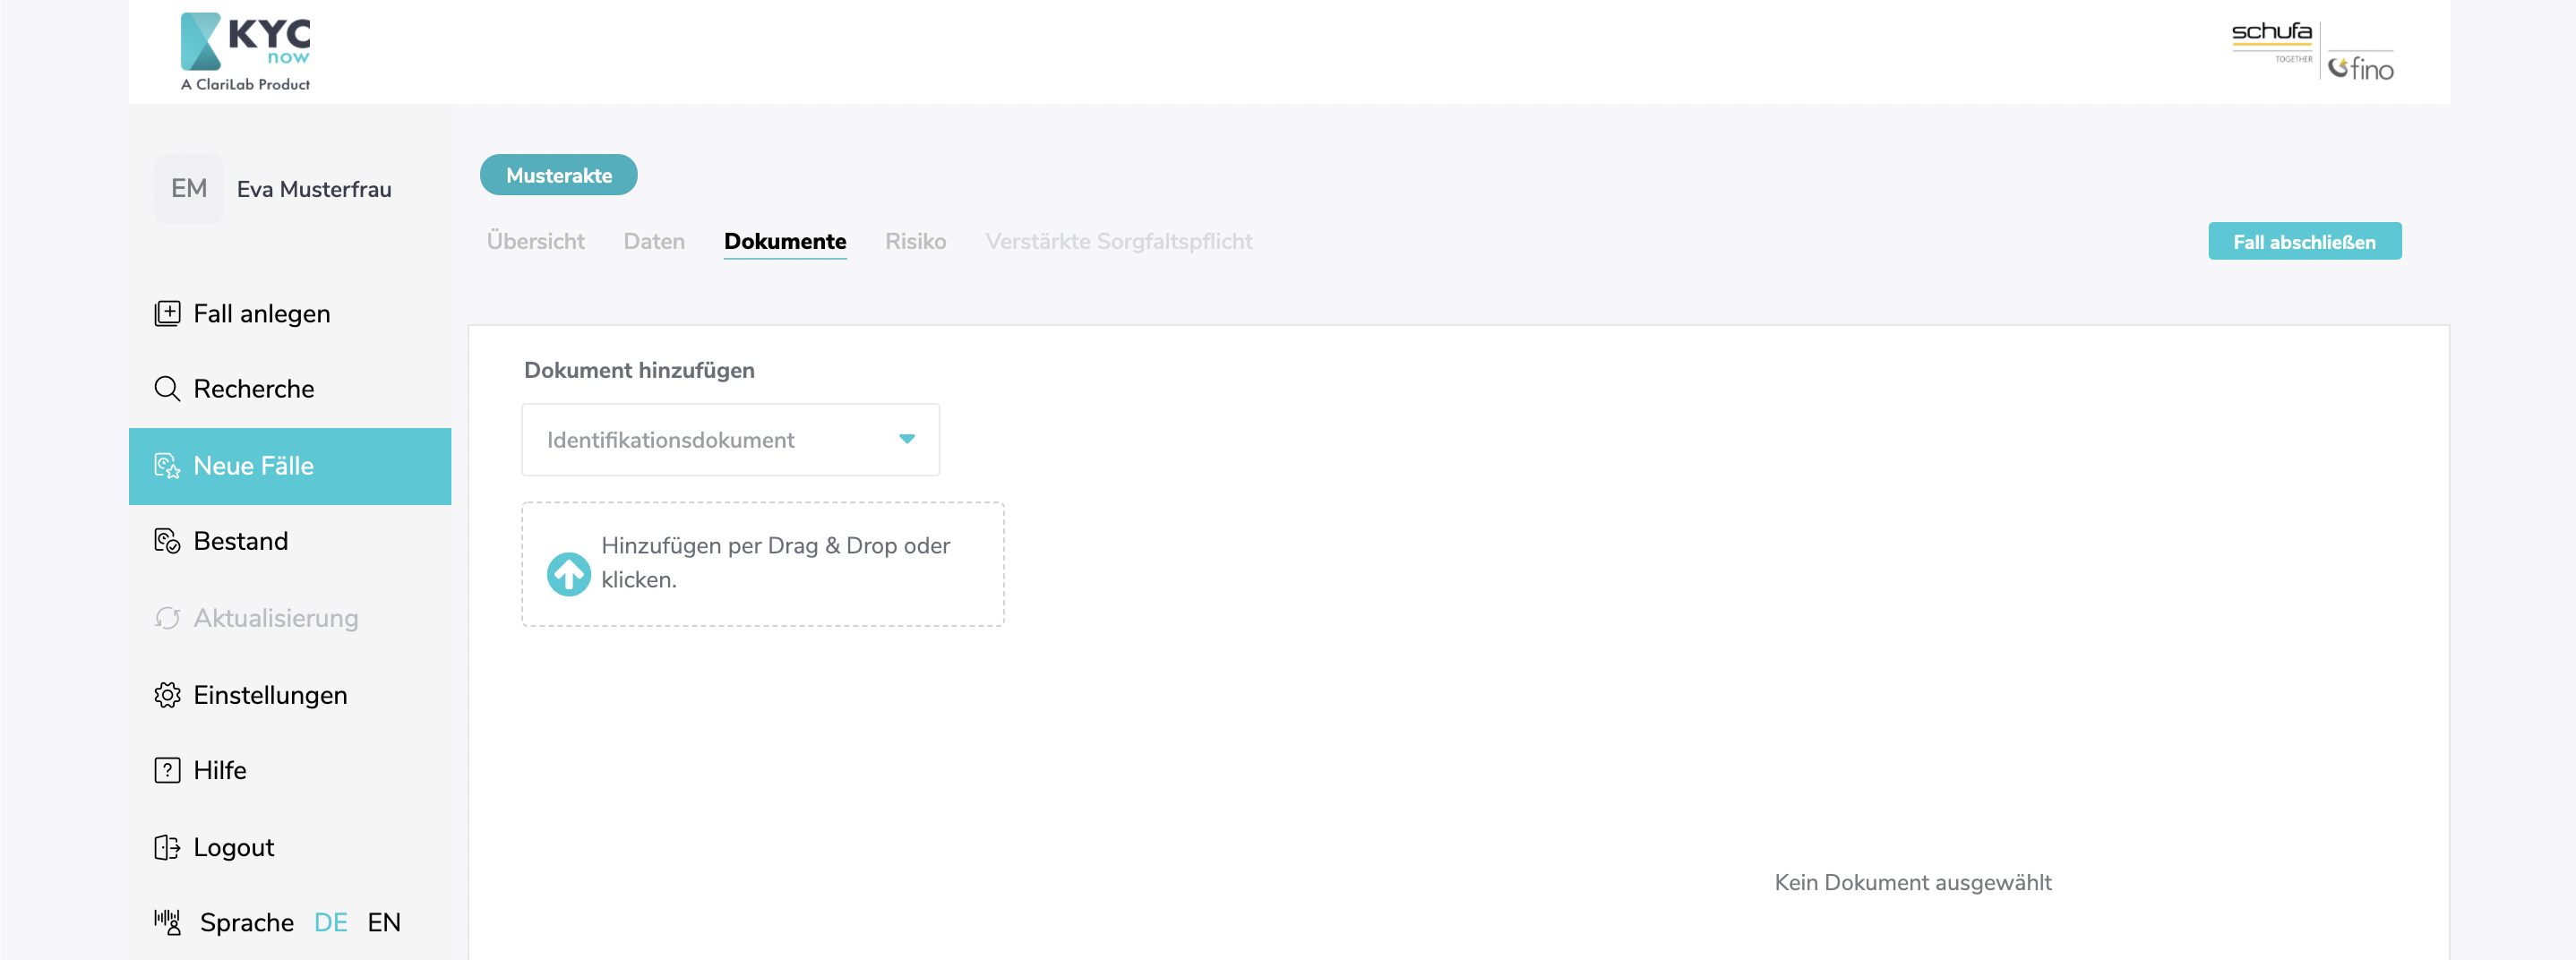 KYC
now
A ClariLab Product
schufa
TOGETHER
fino
EM
Eva Musterfrau
Fall anlegen
Recherche
Neue Fälle
Bestand
Aktualisierung
Einstellungen
Hilfe
Logout
Sprache DE EN
Musterakte
Übersicht Daten Dokumente Risiko Verstärkte Sorgfaltspflicht
Fall abschließen
Dokument hinzufügen
Identifikationsdokument
Hinzufügen per Drag & Drop oder
klicken.
Kein Dokument ausgewählt